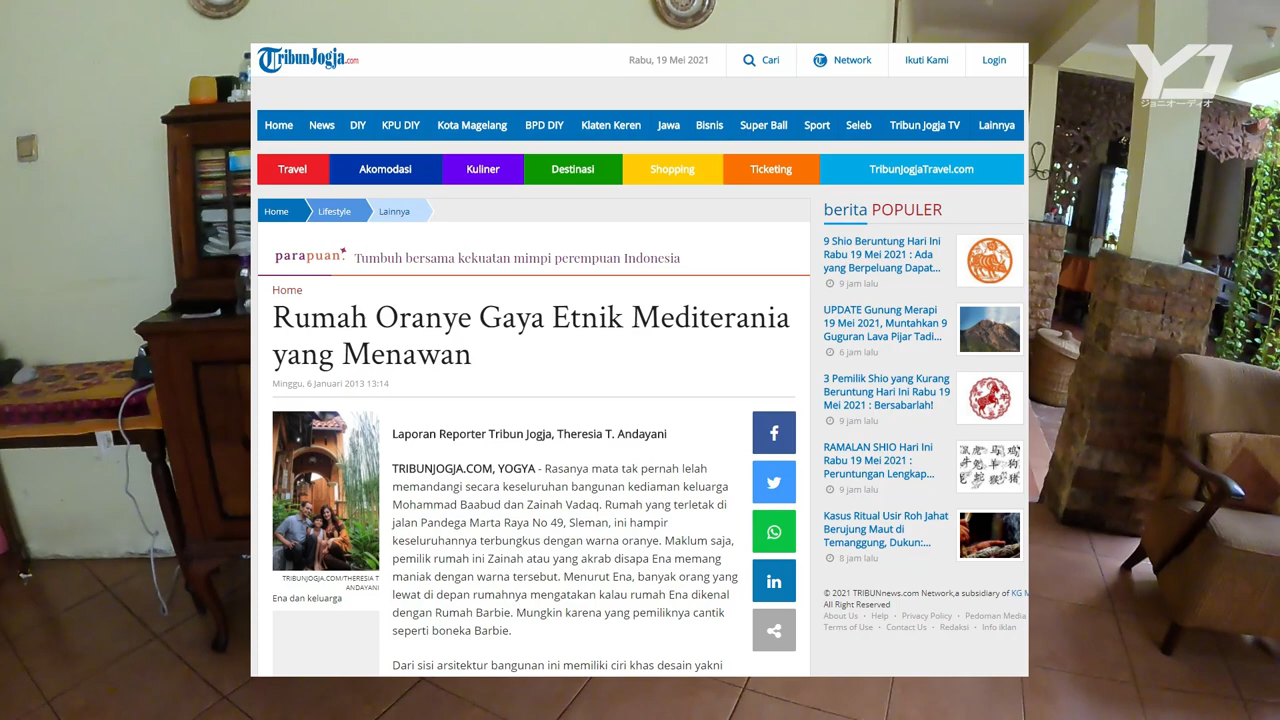 TribunJogja.com
Rabu, 19 Mei 2021
Cari
Network
Ikuti Kami
Login
YJ
ジョニオーディオ
Home News DIY KPU DIY Kota Magelang BPD DIY Klaten Keren Jawa Bisnis Super Ball Sport Seleb Tribun Jogja TV Lainnya
Travel Akomodasi Kuliner Destinasi Shopping Ticketing TribunJogjaTravel.com
Home Lifestyle Lainnya
parapuan. Tumbuh bersama kekuatan mimpi perempuan Indonesia
Home
Rumah Oranye Gaya Etnik Mediterania
yang Menawan
Minggu, 6 Januari 2013 13:14
TRIBUNJOGJA.COM/THERESIA T
ANDAYANI
Ena dan keluarga
Laporan Reporter Tribun Jogja, Theresia T. Andayani
TRIBUNJOGJA.COM, YOGYA - Rasanya mata tak pernah lelah
memandangi secara keseluruhan bangunan kediaman keluarga
Mohammad Baabud dan Zainah Vadaq. Rumah yang terletak di
jalan Pandega Marta Raya No 49, Sleman, ini hampir
keseluruhannya terbungkus dengan warna oranye. Maklum saja,
pemilik rumah ini Zainah atau yang akrab disapa Ena memang
maniak dengan warna tersebut. Menurut Ena, banyak orang yang
lewat di depan rumahnya mengatakan kalau rumah Ena dikenal
dengan Rumah Barbie. Mungkin karena yang pemiliknya cantik
seperti boneka Barbie.
Dari sisi arsitektur bangunan ini memiliki ciri khas desain yakni
berita POPULER
9 Shio Beruntung Hari Ini
Rabu 19 Mei 2021 : Ada
yang Berpeluang Dapat...
9 jam lalu
UPDATE Gunung Merapi
19 Mei 2021, Muntahkan 9
Guguran Lava Pijar Tadi...
6 jam lalu
3 Pemilik Shio yang Kurang
Beruntung Hari Ini Rabu 19
Mei 2021 : Bersabarlah!
9 jam lalu
RAMALAN SHIO Hari Ini
Rabu 19 Mei 2021 :
Peruntungan Lengkap...
9 jam lalu
Kasus Ritual Usir Roh Jahat
Berujung Maut di
Temanggung, Dukun:...
8 jam lalu
© 2021 TRIBUNnews.com Network,a subsidiary of KG M
All Right Reserved
About Us · Help · Privacy Policy · Pedoman Media
Terms of Use · Contact Us · Redaksi · Info iklan